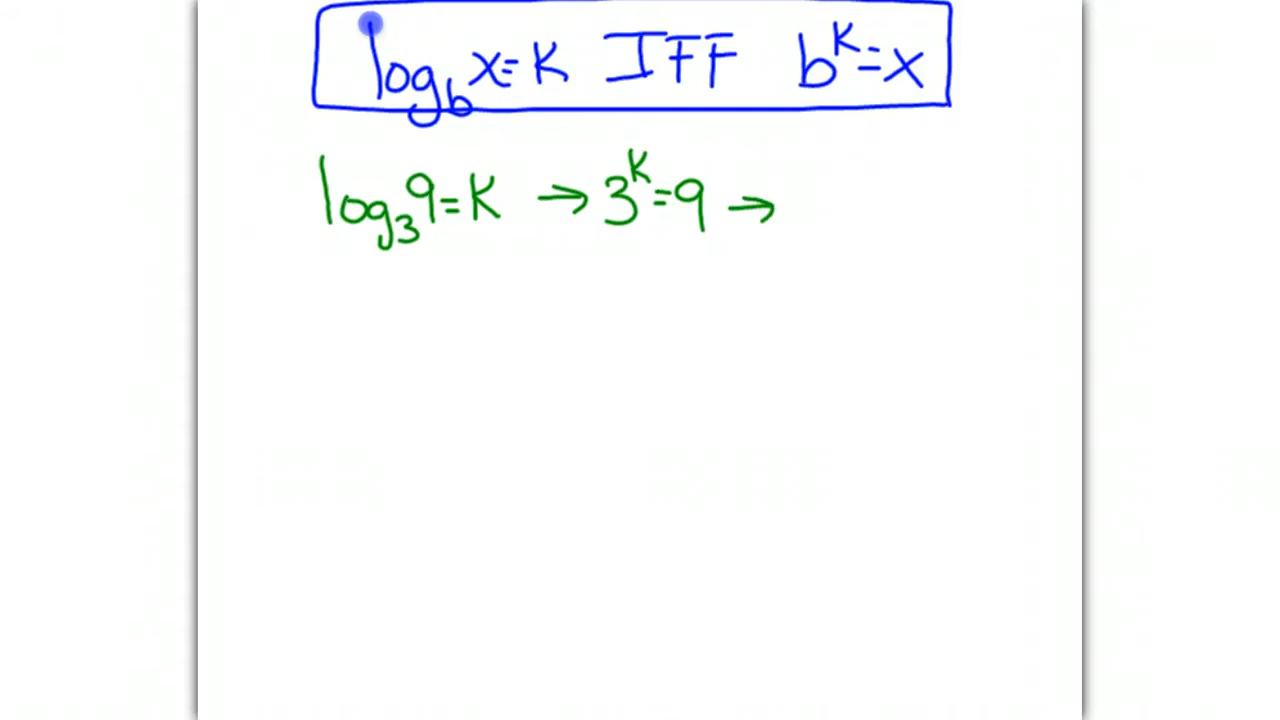 log_b x = K IFF b^K = x
log_3 9 = K → 3^K = 9 →